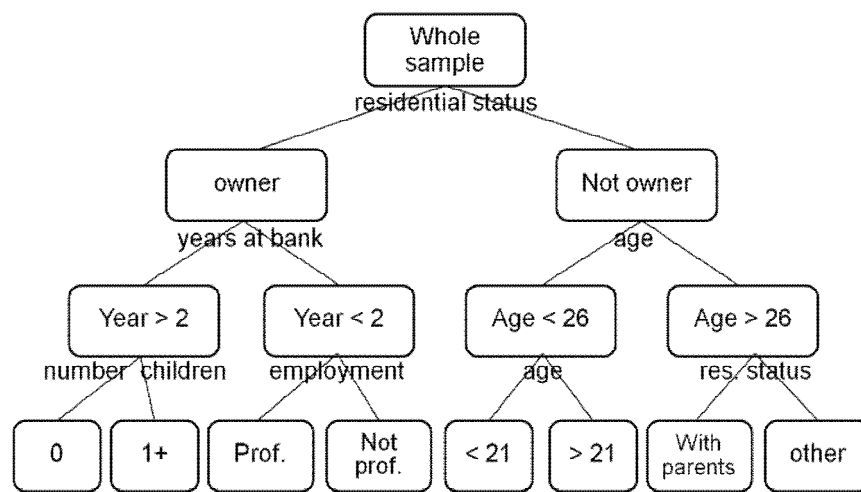 Whole
sample
residential status
owner
Not owner
years at bank
age
Year > 2
Year < 2
Age < 26
Age > 26
number children
employment
age
res. status
0
1+
Prof.
Not
prof.
< 21
> 21
With
parents
other